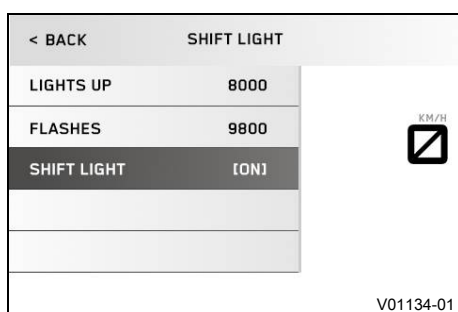 < BACK SHIFT LIGHT
LIGHTS UP 8000
FLASHES 9800
KM/H
SHIFT LIGHT [ON]
V01134-01